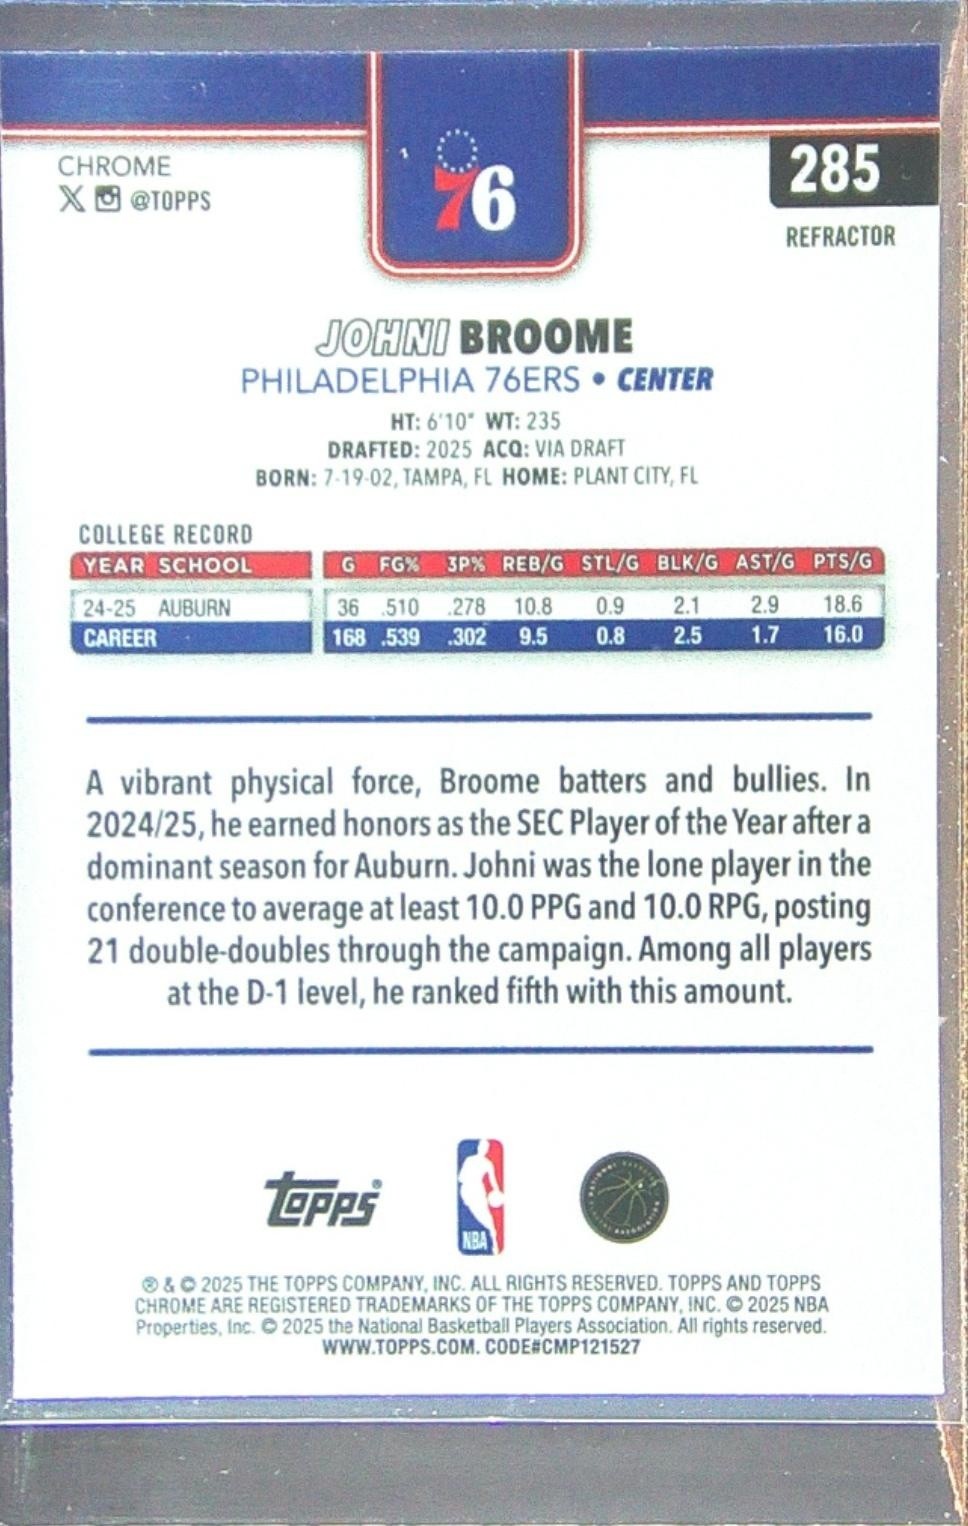 CHROME
X @TOPPS
76
285
REFRACTOR
JOHNI BROOME
PHILADELPHIA 76ERS • CENTER
HT: 6'10" WT: 235
DRAFTED: 2025 ACQ: VIA DRAFT
BORN: 7-19-02, TAMPA, FL HOME: PLANT CITY, FL
COLLEGE RECORD
YEAR SCHOOL G FG% 3P% REB/G STL/G BLK/G AST/G PTS/G
24-25 AUBURN 36 .510 .278 10.8 0.9 2.1 2.9 18.6
CAREER 168 .539 .302 9.5 0.8 2.5 1.7 16.0
A vibrant physical force, Broome batters and bullies. In
2024/25, he earned honors as the SEC Player of the Year after a
dominant season for Auburn. Johni was the lone player in the
conference to average at least 10.0 PPG and 10.0 RPG, posting
21 double-doubles through the campaign. Among all players
at the D-1 level, he ranked fifth with this amount.
Topps®
NBA
® & © 2025 THE TOPPS COMPANY, INC. ALL RIGHTS RESERVED. TOPPS AND TOPPS
CHROME ARE REGISTERED TRADEMARKS OF THE TOPPS COMPANY, INC. © 2025 NBA
Properties, Inc. © 2025 the National Basketball Players Association. All rights reserved.
WWW.TOPPS.COM. CODE#CMP121527